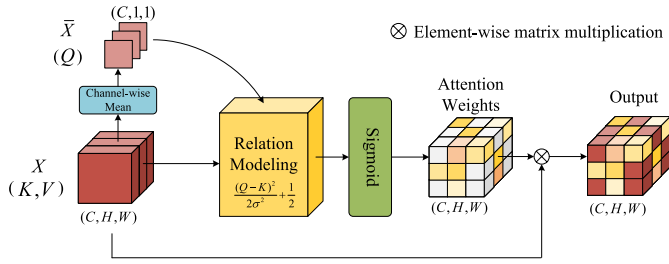 (C,1,1)
X̄
(Q)
Element-wise matrix multiplication
Channel-wise
Mean
Attention
Weights
Output
X
(K,V)
Relation
Modeling
(Q−K)²/2σ² + 1/2
Sigmoid
(C,H,W)
(C,H,W)
(C,H,W)